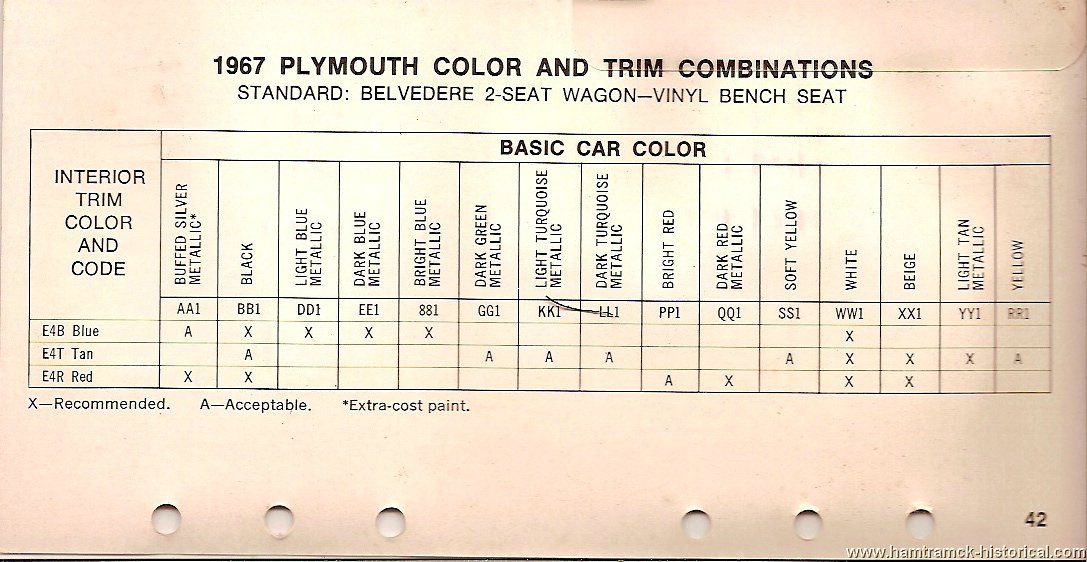 1967 PLYMOUTH COLOR AND TRIM COMBINATIONS
STANDARD: BELVEDERE 2-SEAT WAGON—VINYL BENCH SEAT
INTERIOR
TRIM
COLOR
AND
CODE
BASIC CAR COLOR
BUFFED SILVER
METALLIC*
BLACK
LIGHT BLUE
METALLIC
DARK BLUE
METALLIC
BRIGHT BLUE
METALLIC
DARK GREEN
METALLIC
LIGHT TURQUOISE
METALLIC
DARK TURQUOISE
METALLIC
BRIGHT RED
DARK RED
METALLIC
SOFT YELLOW
WHITE
BEIGE
LIGHT TAN
METALLIC
YELLOW
AA1 BB1 DD1 EE1 881 GG1 KK1 LL1 PP1 QQ1 SS1 WW1 XX1 YY1 RR1
E4B Blue A X X X X X
E4T Tan A A A A A X X X A
E4R Red X X A X X X
X—Recommended. A—Acceptable. *Extra-cost paint.
42
www.hamtramck-historical.com